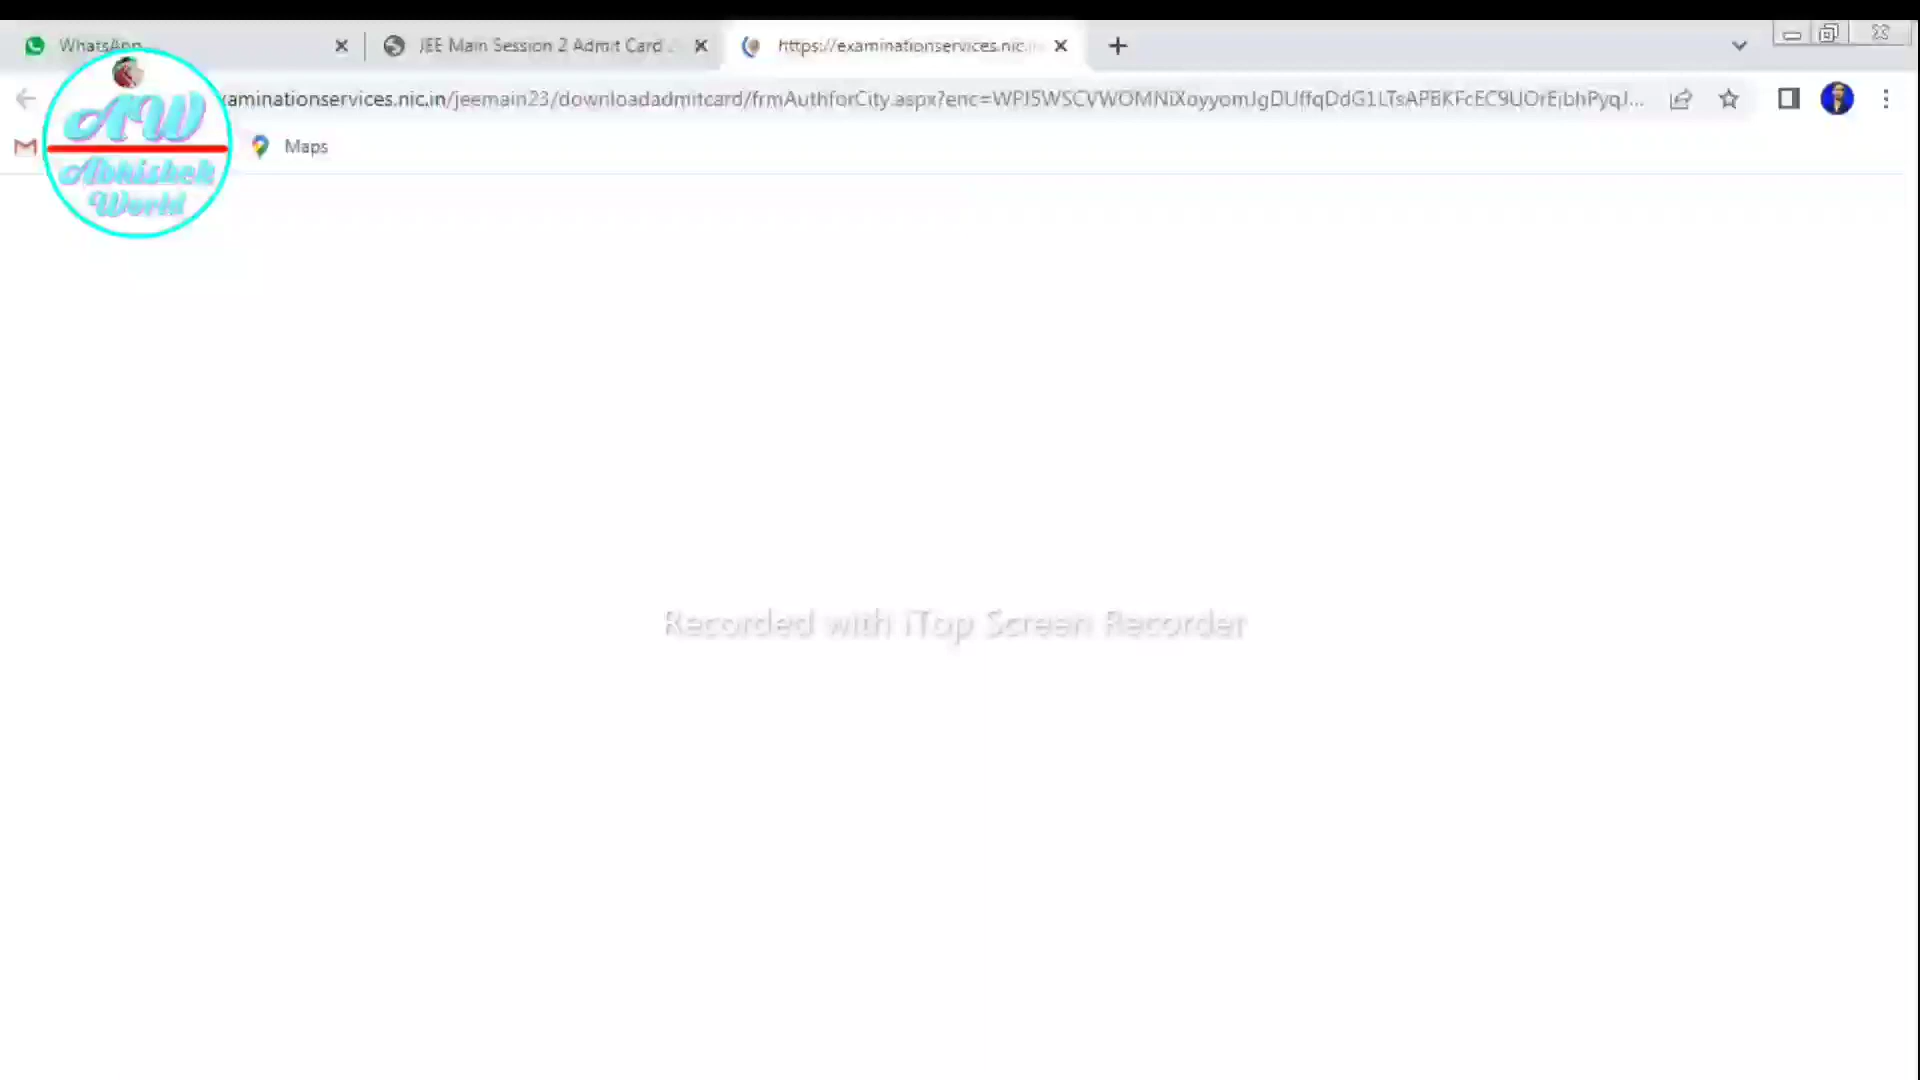 WhatsApp
JEE Main Session 2 Admit Card
https://examinationservices.nic.in
xaminationservices.nic.in/jeemain23/downloadadmitcard/frmAuthforCity.aspx?enc=
Maps
AW
Abhishek
World
Recorded with iTop Screen Recorder